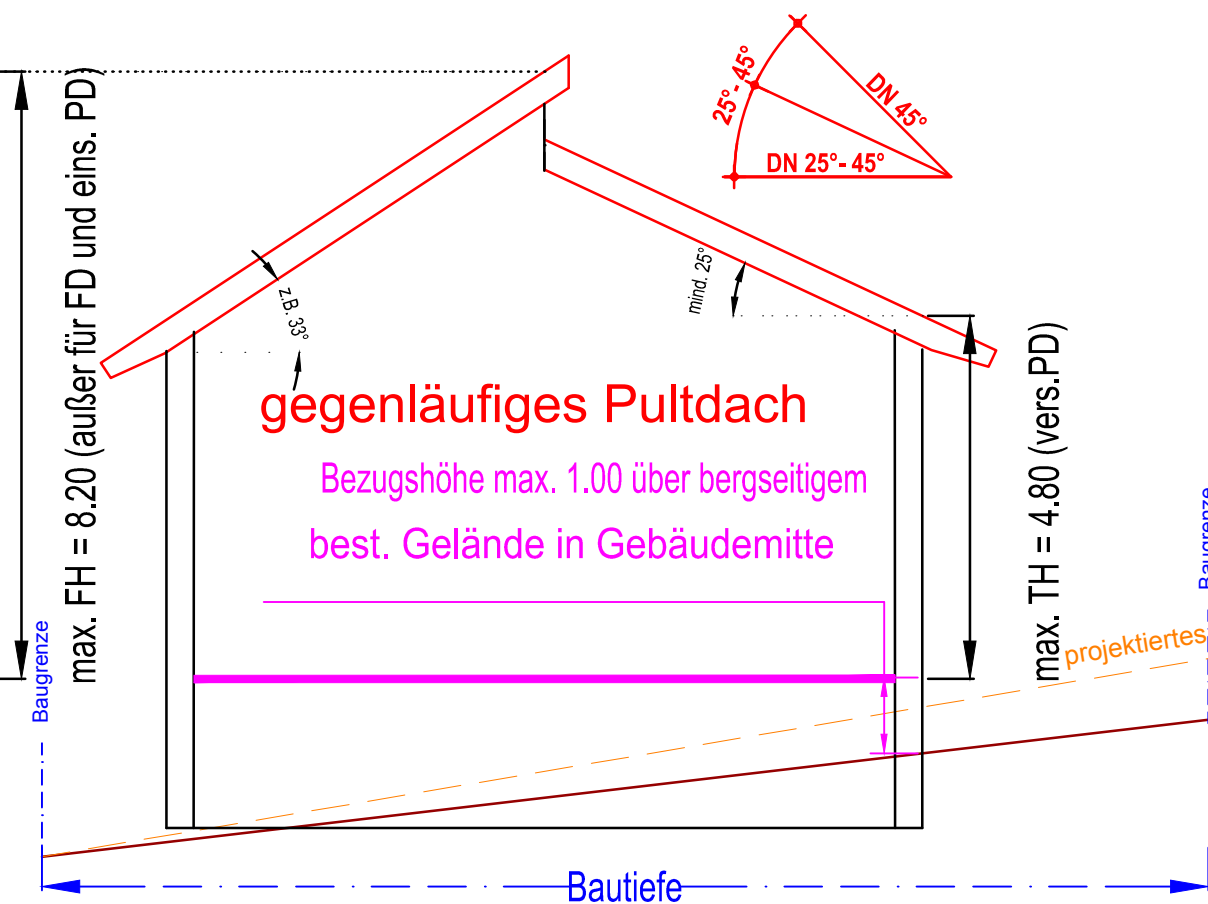 max. FH = 8.20 (außer für FD und eins. PD)
25°- 45°
DN 45°
DN 25°- 45°
z.B. 33°
mind. 25°
gegenläufiges Pultdach
Bezugshöhe max. 1.00 über bergseitigem
best. Gelände in Gebäudemitte
max. TH = 4.80 (vers.PD)
Baugrenze
Baugrenze
projektiertes
Bautiefe